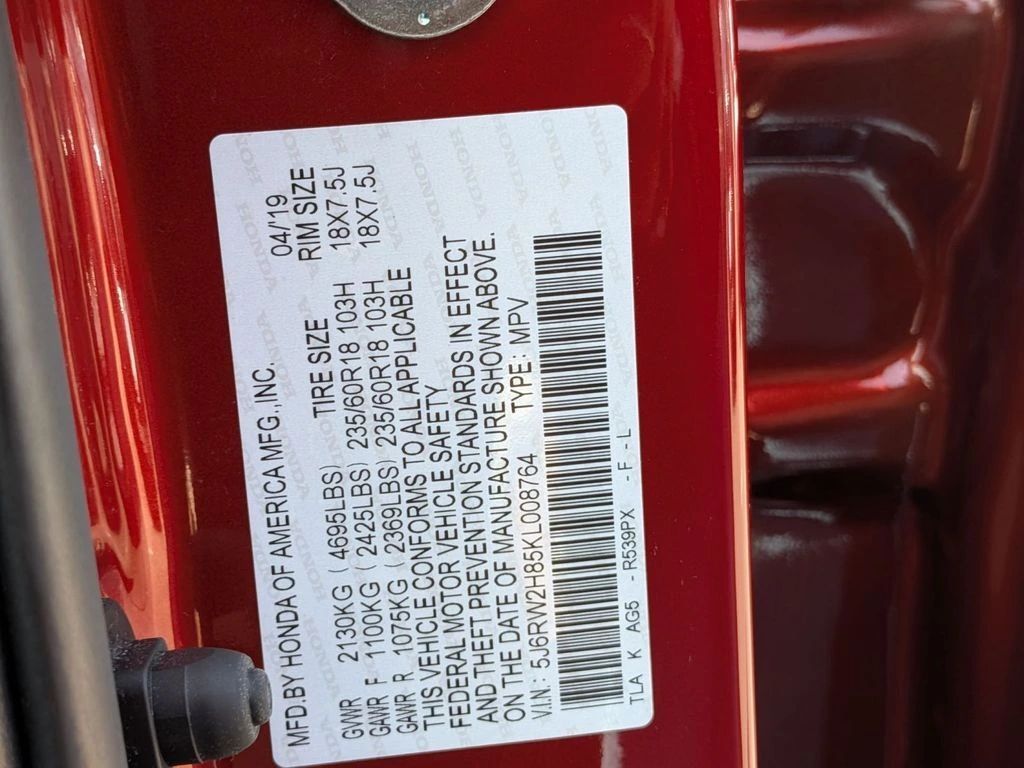 MFD.BY HONDA OF AMERICA MFG.,INC. 04/'19
GVWR 2130KG ( 4695LBS) TIRE SIZE RIM SIZE
GAWR F 1100KG ( 2425LBS) 235/60R18 103H 18X7.5J
GAWR R 1075KG ( 2369LBS) 235/60R18 103H 18X7.5J
THIS VEHICLE CONFORMS TO ALL APPLICABLE
FEDERAL MOTOR VEHICLE SAFETY
AND THEFT PREVENTION STANDARDS IN EFFECT
ON THE DATE OF MANUFACTURE SHOWN ABOVE.
V.I.N : 5J6RW2H85KL008764 TYPE : MPV
TLA K AG5 - R539PX - F - L